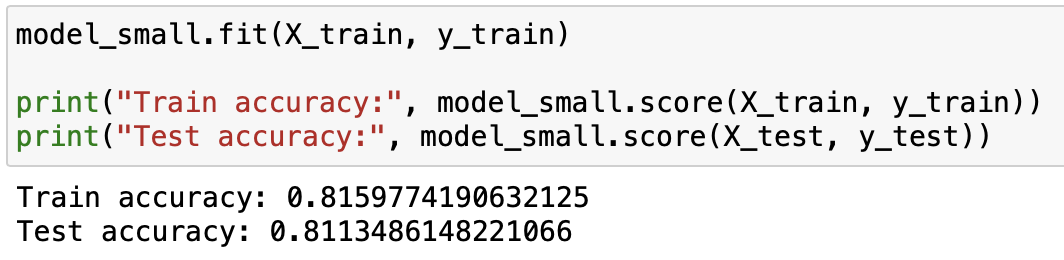 model_small.fit(X_train, y_train)
print("Train accuracy:", model_small.score(X_train, y_train))
print("Test accuracy:", model_small.score(X_test, y_test))
Train accuracy: 0.8159774190632125
Test accuracy: 0.8113486148221066